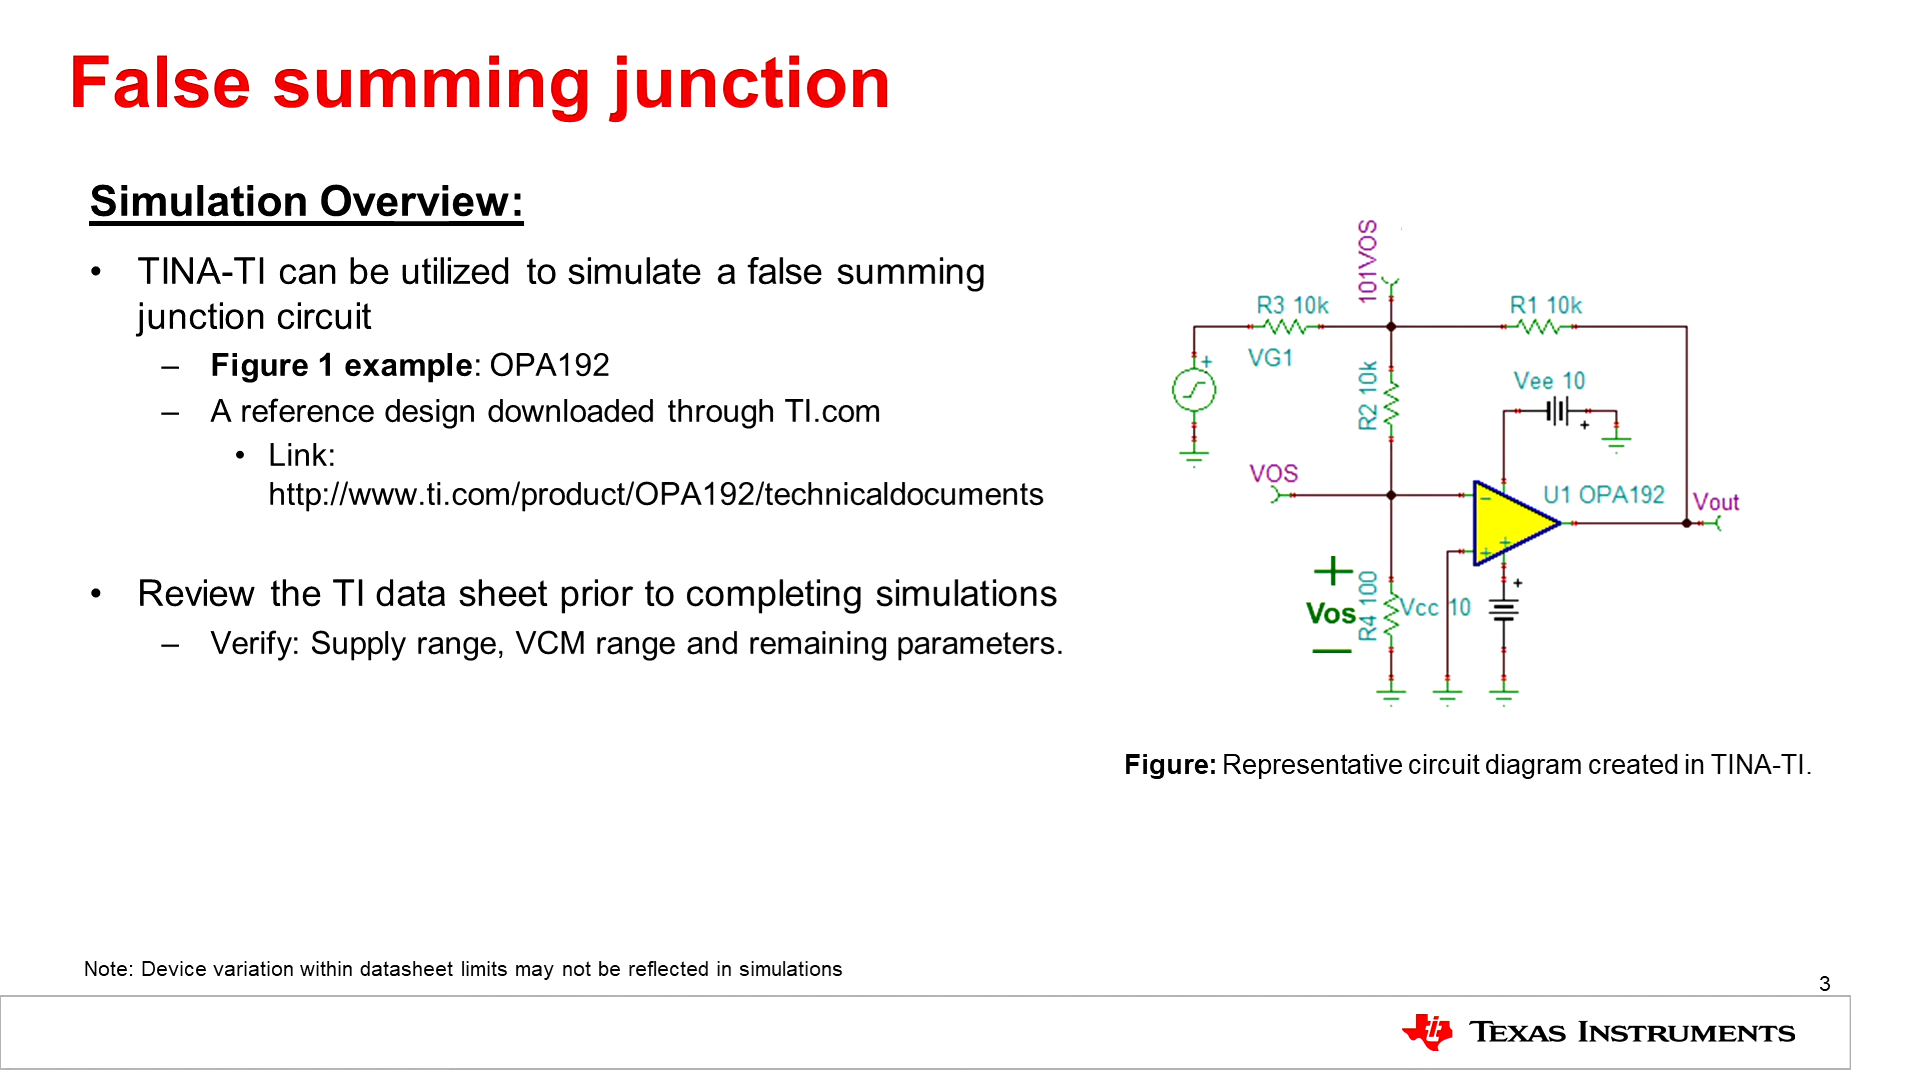 False summing junction
Simulation Overview:
• TINA-TI can be utilized to simulate a false summing
junction circuit
– Figure 1 example: OPA192
– A reference design downloaded through TI.com
• Link:
http://www.ti.com/product/OPA192/technicaldocuments
• Review the TI data sheet prior to completing simulations
– Verify: Supply range, VCM range and remaining parameters.
101VOS
R3 10k
R1 10k
VG1
+
R2 10k
Vee 10
+
VOS
–
U1 OPA192
Vout
+
+
+
Vos
—
R4 100
Vcc 10
+
Figure: Representative circuit diagram created in TINA-TI.
Note: Device variation within datasheet limits may not be reflected in simulations
3
TEXAS INSTRUMENTS